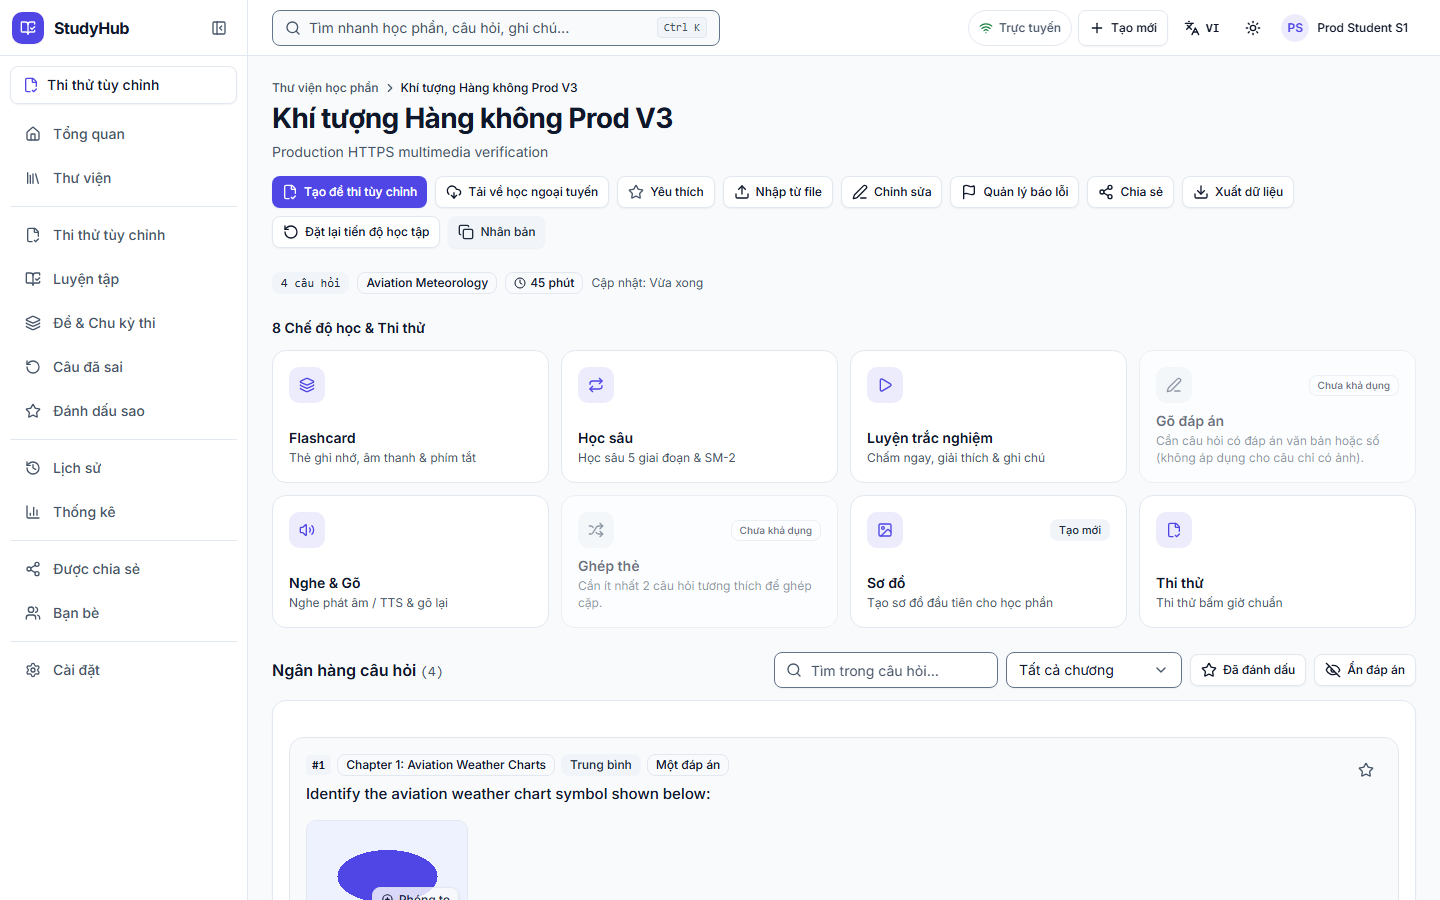 StudyHub
Tìm nhanh học phần, câu hỏi, ghi chú...
Ctrl K
Trực tuyến
Tạo mới
VI
PS
Prod Student S1
Thi thử tùy chỉnh
Tổng quan
Thư viện
Thi thử tùy chỉnh
Luyện tập
Đề & Chu kỳ thi
Câu đã sai
Đánh dấu sao
Lịch sử
Thống kê
Được chia sẻ
Bạn bè
Cài đặt
Thư viện học phần > Khí tượng Hàng không Prod V3
Khí tượng Hàng không Prod V3
Production HTTPS multimedia verification
Tạo đề thi tùy chỉnh
Tải về học ngoại tuyến
Yêu thích
Nhập từ file
Chỉnh sửa
Quản lý báo lỗi
Chia sẻ
Xuất dữ liệu
Đặt lại tiến độ học tập
Nhân bản
4 câu hỏi
Aviation Meteorology
45 phút
Cập nhật: Vừa xong
8 Chế độ học & Thi thử
Flashcard
Thẻ ghi nhớ, âm thanh & phím tắt
Học sâu
Học sâu 5 giai đoạn & SM-2
Luyện trắc nghiệm
Chấm ngay, giải thích & ghi chú
Chưa khả dụng
Gõ đáp án
Cần câu hỏi có đáp án văn bản hoặc số
(không áp dụng cho câu chỉ có ảnh).
Nghe & Gõ
Nghe phát âm / TTS & gõ lại
Chưa khả dụng
Ghép thẻ
Cần ít nhất 2 câu hỏi tương thích để ghép
cặp.
Tạo mới
Sơ đồ
Tạo sơ đồ đầu tiên cho học phần
Thi thử
Thi thử bấm giờ chuẩn
Ngân hàng câu hỏi (4)
Tìm trong câu hỏi...
Tất cả chương
Đã đánh dấu
Ẩn đáp án
#1
Chapter 1: Aviation Weather Charts
Trung bình
Một đáp án
Identify the aviation weather chart symbol shown below:
Phóng to